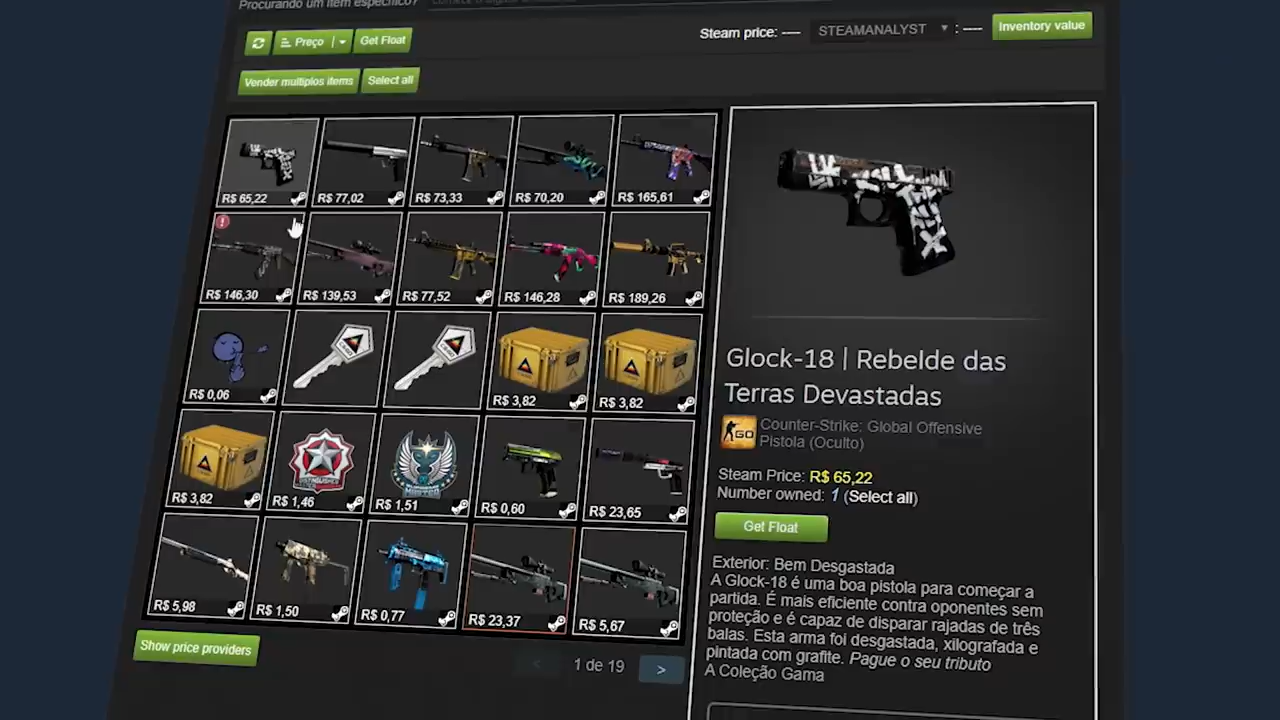 Procurando um item específico?
Preço
Get Float
Steam price: ----
STEAMANALYST
: ----
Inventory value
Vender multiplos items
Select all
R$ 65,22
R$ 77,02
R$ 73,33
R$ 70,20
R$ 165,61
R$ 146,30
R$ 139,53
R$ 77,52
R$ 146,28
R$ 189,26
R$ 0,06
R$ 3,82
R$ 3,82
R$ 3,82
R$ 1,46
R$ 1,51
R$ 0,60
R$ 23,65
R$ 5,98
R$ 1,50
R$ 0,77
R$ 23,37
R$ 5,67
Show price providers
<
1 de 19
>
Glock-18 | Rebelde das
Terras Devastadas
GO
Counter-Strike: Global Offensive
Pistola (Oculto)
Steam Price: R$ 65,22
Number owned: 1 (Select all)
Get Float
Exterior: Bem Desgastada
A Glock-18 é uma boa pistola para começar a
partida. É mais eficiente contra oponentes sem
proteção e é capaz de disparar rajadas de três
balas. Esta arma foi desgastada, xilografada e
pintada com grafite. Pague o seu tributo
A Coleção Gama